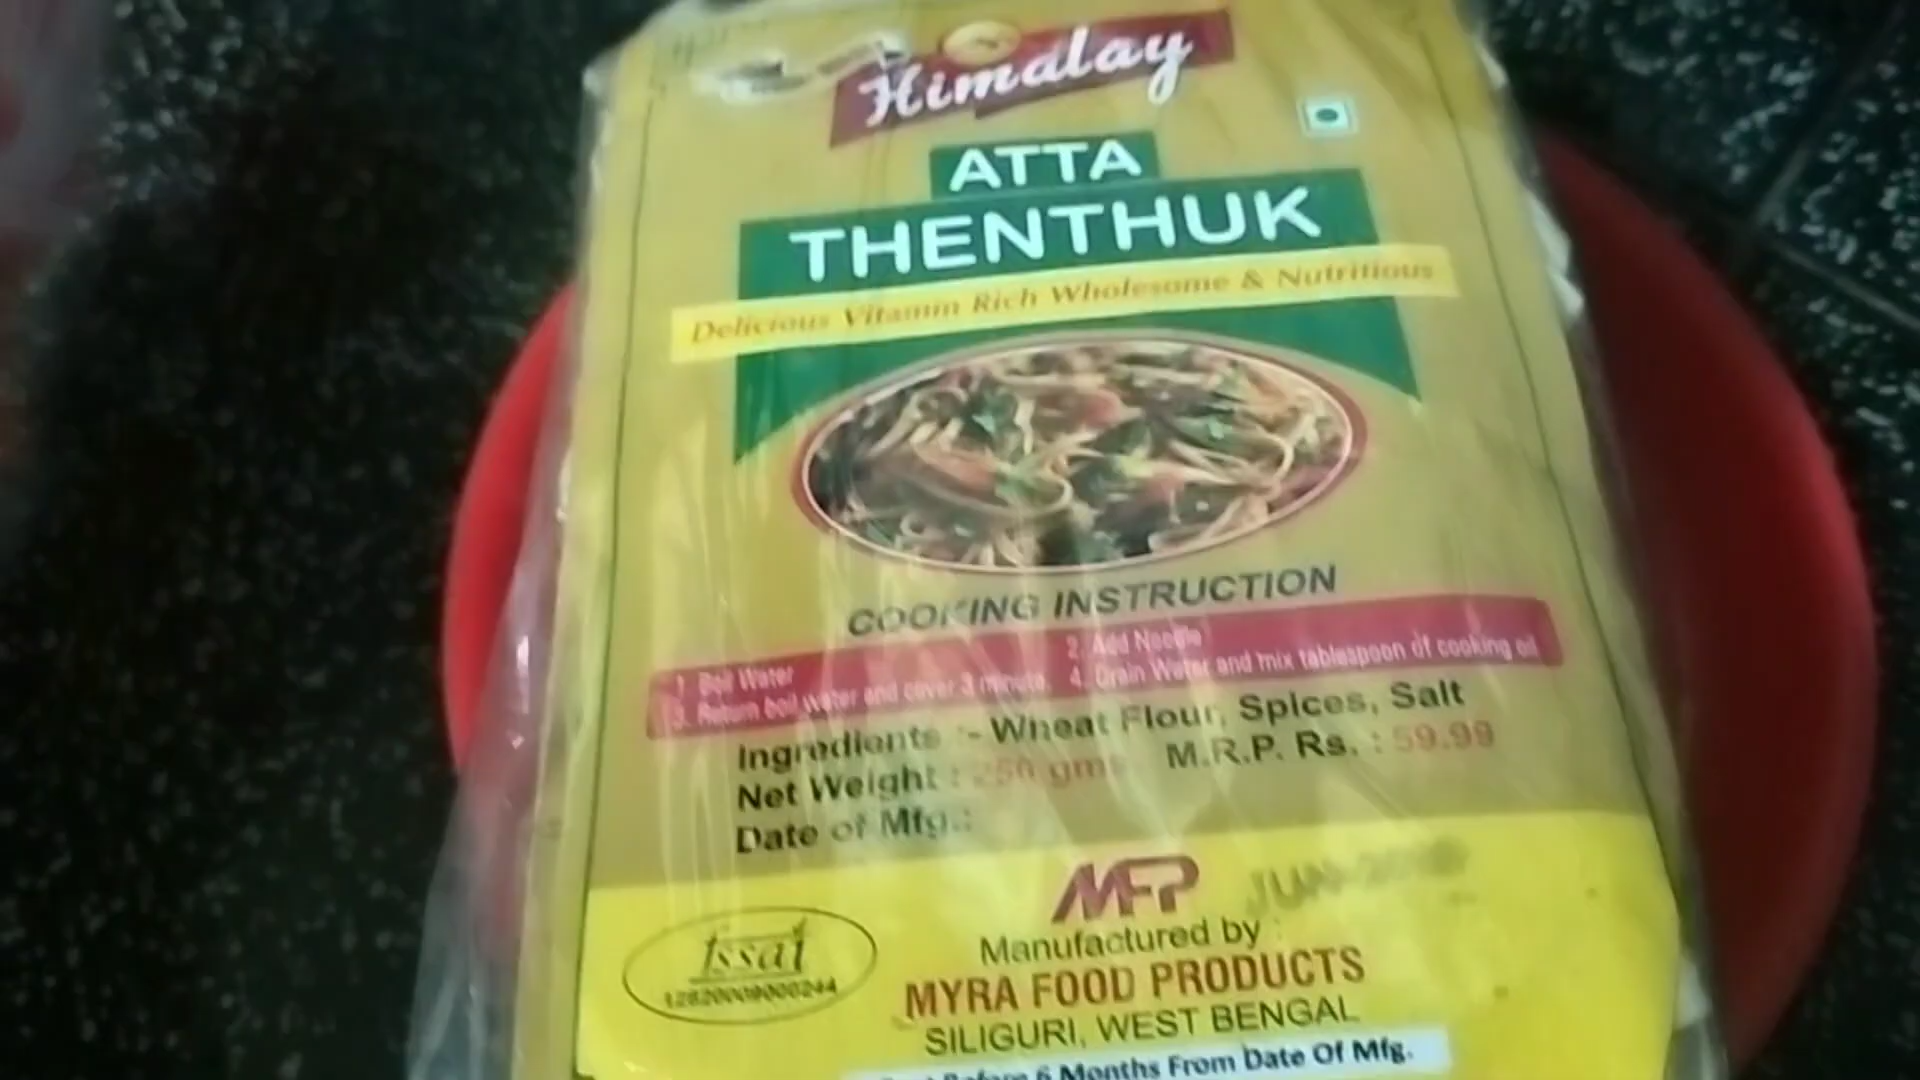 Himalay
ATTA
THENTHUK
Delicious Vitamin Rich Wholesome & Nutritious
COOKING INSTRUCTION
1. Boil Water
2. Add Noodle
3. Return boil water and cover 3 minute.
4. Drain Water and mix tablespoon of cooking oil
Ingredients :- Wheat Flour, Spices, Salt
Net Weight : 250 gms M.R.P. Rs. : 59.99
Date of Mfg.:
JUN
MFP
Manufactured by :
MYRA FOOD PRODUCTS
SILIGURI, WEST BENGAL
fssai
Before 6 Months From Date Of Mfg.